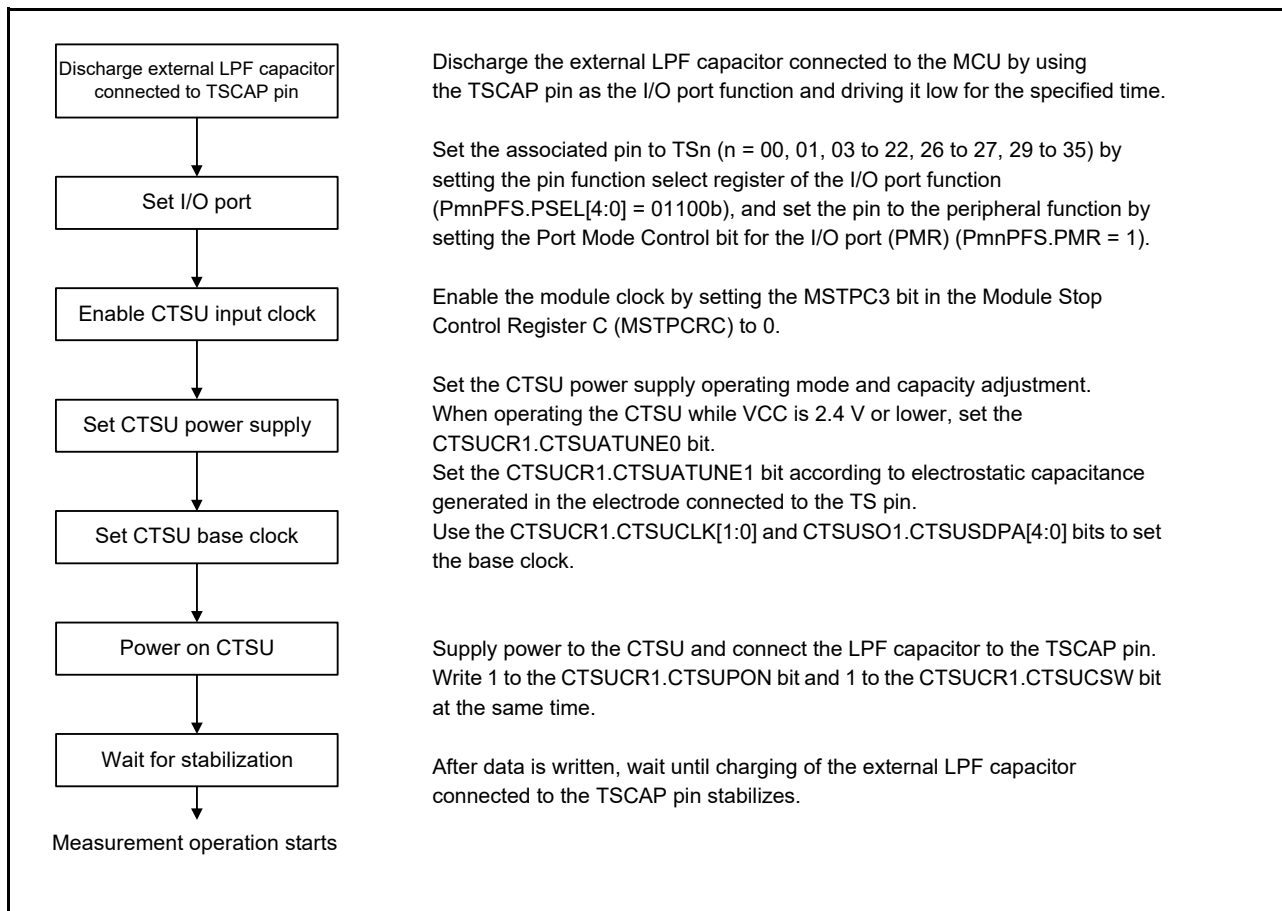 Discharge external LPF capacitor
connected to TSCAP pin
Discharge the external LPF capacitor connected to the MCU by using
the TSCAP pin as the I/O port function and driving it low for the specified time.
Set I/O port
Set the associated pin to TSn (n = 00, 01, 03 to 22, 26 to 27, 29 to 35) by
setting the pin function select register of the I/O port function
(PmnPFS.PSEL[4:0] = 01100b), and set the pin to the peripheral function by
setting the Port Mode Control bit for the I/O port (PMR) (PmnPFS.PMR = 1).
Enable CTSU input clock
Enable the module clock by setting the MSTPC3 bit in the Module Stop
Control Register C (MSTPCRC) to 0.
Set CTSU power supply
Set the CTSU power supply operating mode and capacity adjustment.
When operating the CTSU while VCC is 2.4 V or lower, set the
CTSUCR1.CTSUATUNE0 bit.
Set the CTSUCR1.CTSUATUNE1 bit according to electrostatic capacitance
generated in the electrode connected to the TS pin.
Set CTSU base clock
Use the CTSUCR1.CTSUCLK[1:0] and CTSUSO1.CTSUSDPA[4:0] bits to set
the base clock.
Power on CTSU
Supply power to the CTSU and connect the LPF capacitor to the TSCAP pin.
Write 1 to the CTSUCR1.CTSUPON bit and 1 to the CTSUCR1.CTSUCSW bit
at the same time.
Wait for stabilization
After data is written, wait until charging of the external LPF capacitor
connected to the TSCAP pin stabilizes.
Measurement operation starts